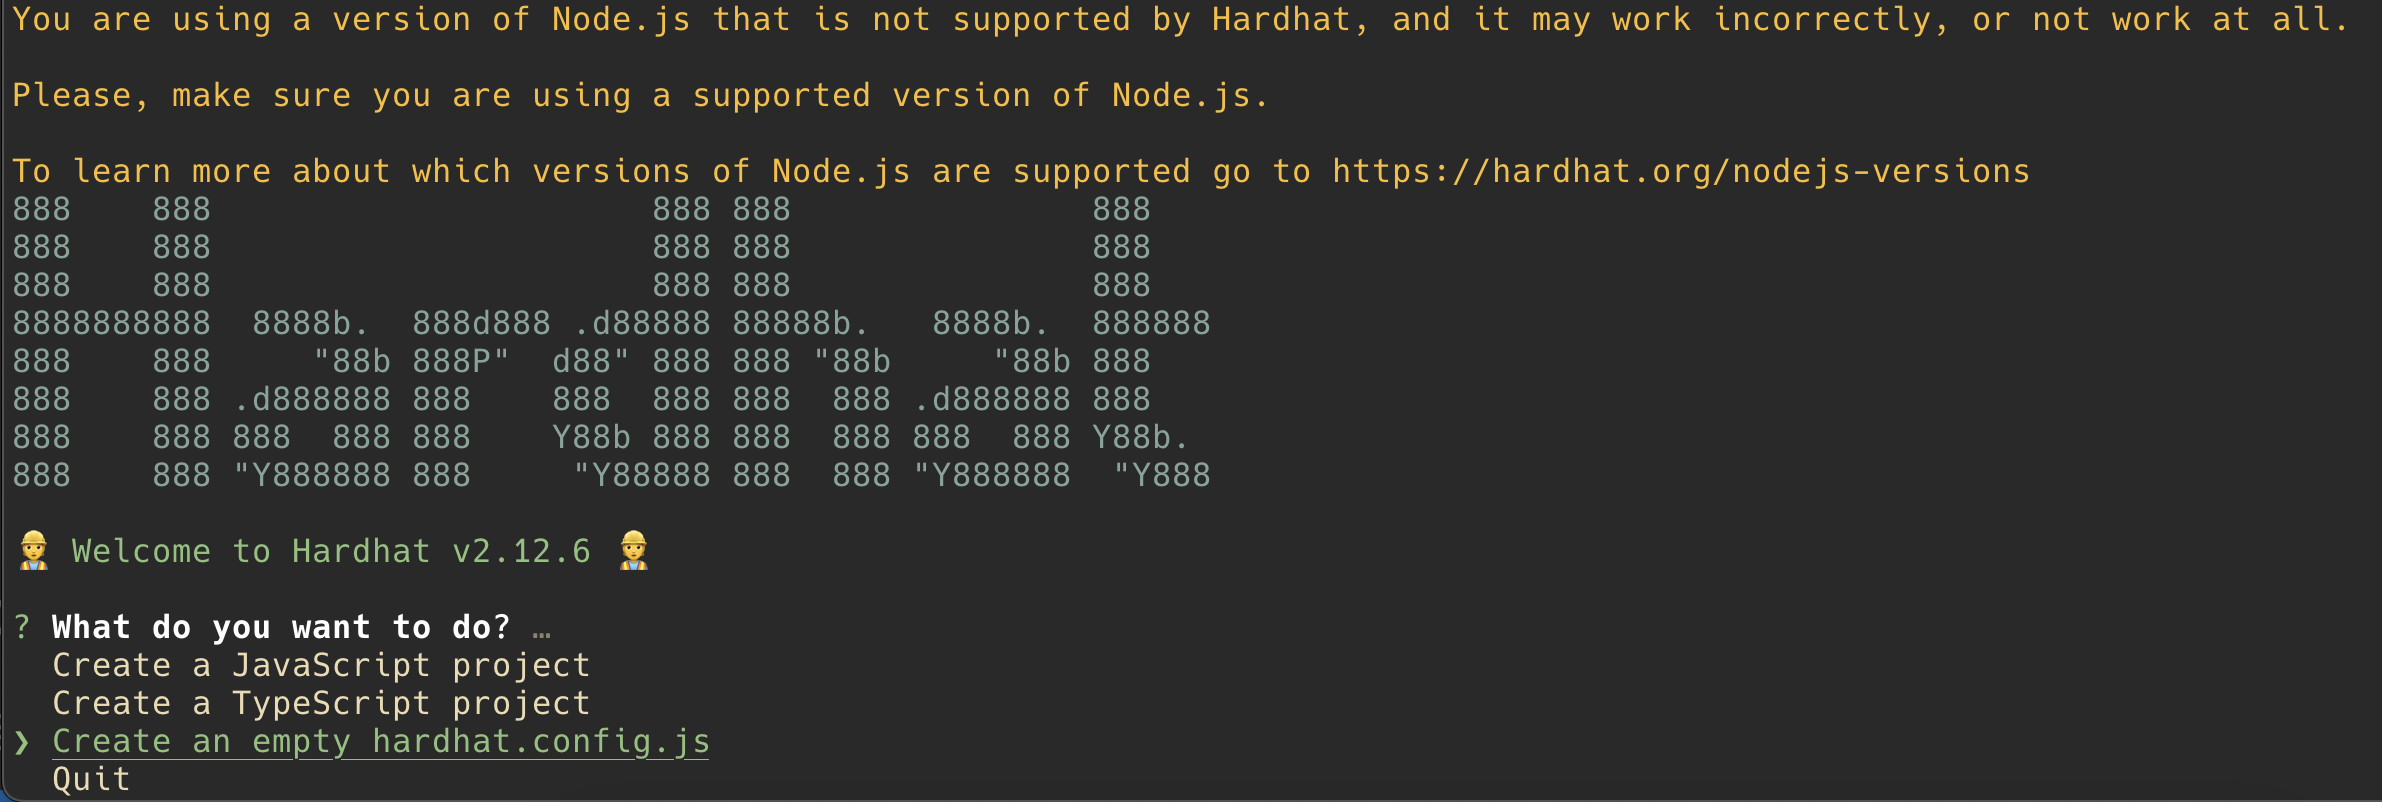 You are using a version of Node.js that is not supported by Hardhat, and it may work incorrectly, or not work at all.
Please, make sure you are using a supported version of Node.js.
To learn more about which versions of Node.js are supported go to https://hardhat.org/nodejs-versions
888    888                      888 888               888
888    888                      888 888               888
888    888                      888 888               888
8888888888  8888b.  888d888 .d88888 88888b.   8888b.  888888
888    888     "88b 888P"  d88" 888 888 "88b     "88b 888
888    888 .d888888 888    888  888 888  888 .d888888 888
888    888 888  888 888    Y88b 888 888  888 888  888 Y88b.
888    888 "Y888888 888     "Y88888 888  888 "Y888888  "Y888
👷 Welcome to Hardhat v2.12.6 👷
? What do you want to do? …
Create a JavaScript project
Create a TypeScript project
❯ Create an empty hardhat.config.js
Quit